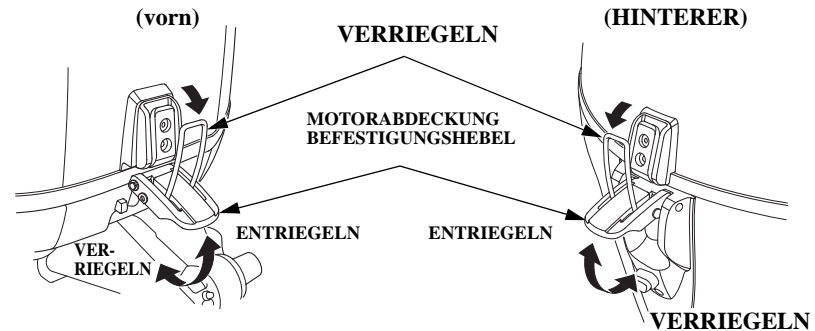 (vorn)
(HINTERER)
VERRIEGELN
MOTORABDECKUNG
BEFESTIGUNGSHEBEL
ENTRIEGELN
ENTRIEGELN
VER-
RIEGELN
VERRIEGELN